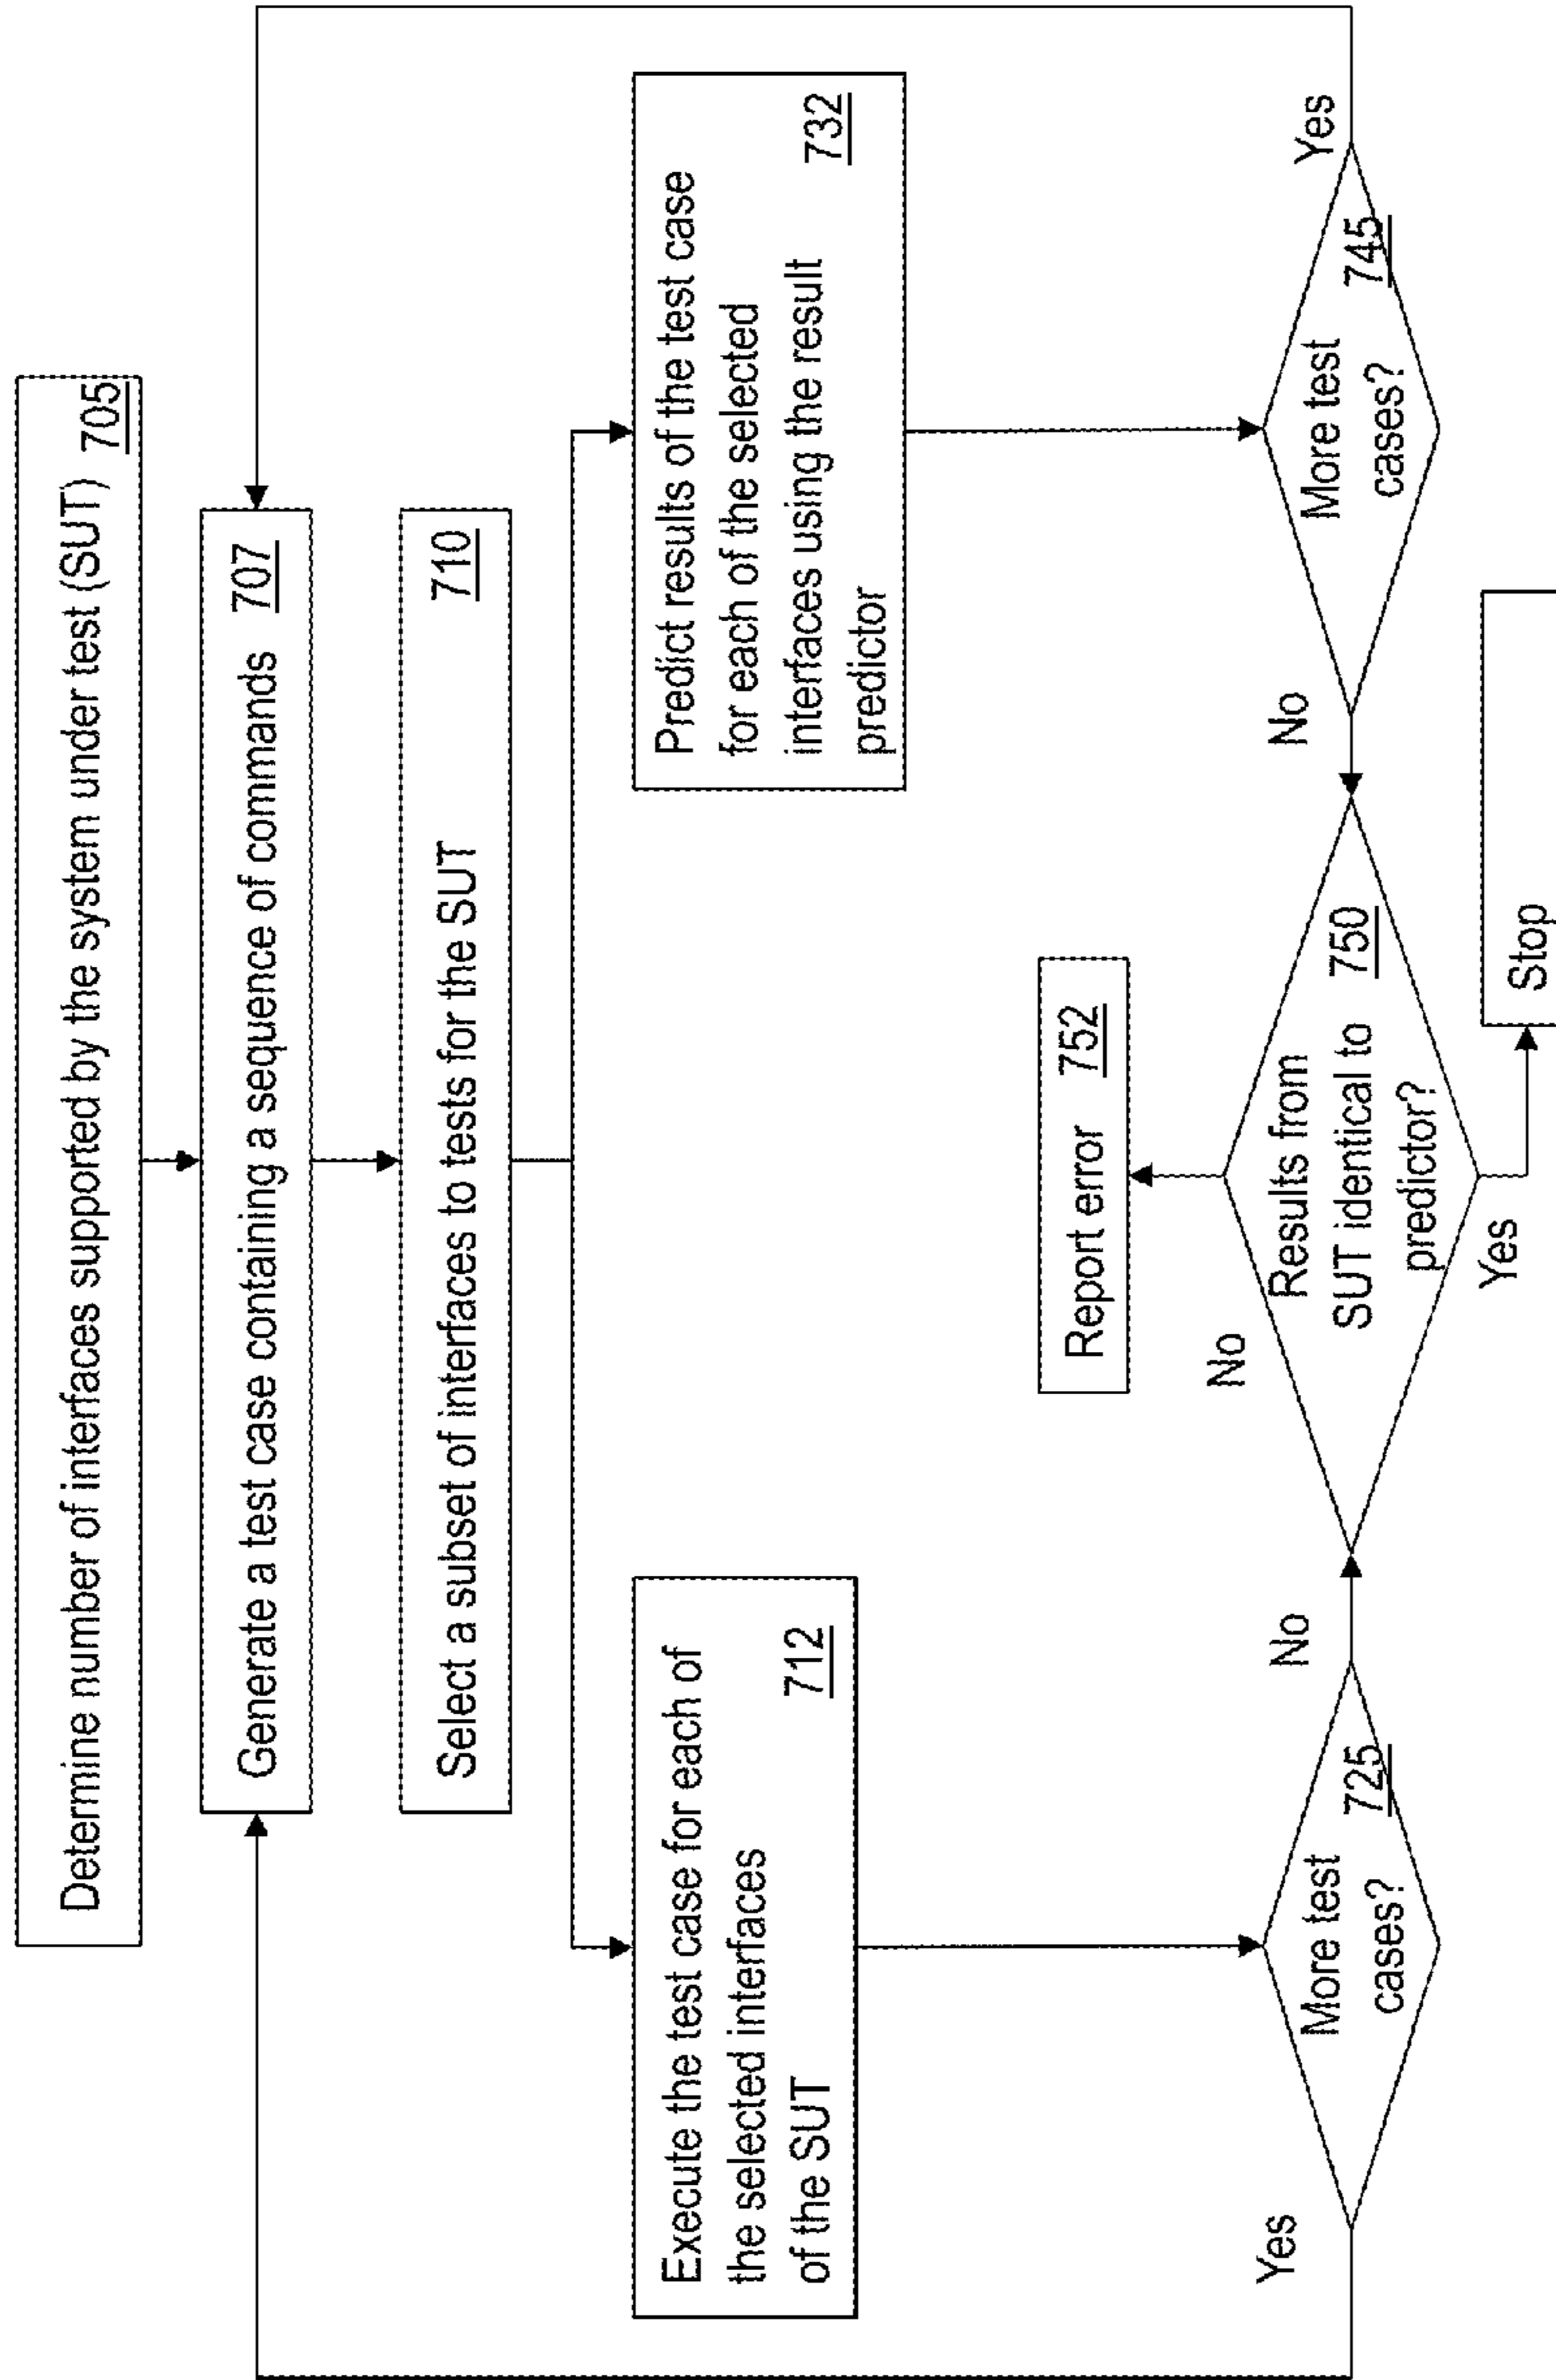 Determine number of interfaces supported by the system under test (SUT) 705
Generate a test case containing a sequence of commands 707
Select a subset of interfaces to tests for the SUT 710
Execute the test case for each of
the selected interfaces
of the SUT 712
Predict results of the test case
for each of the selected
interfaces using the result 732
predictor
Report error 752
Yes
More test
cases? 725
No
No
Results from
SUT identical to 750
predictor?
Yes
No
More test
cases? 745
Yes
Stop